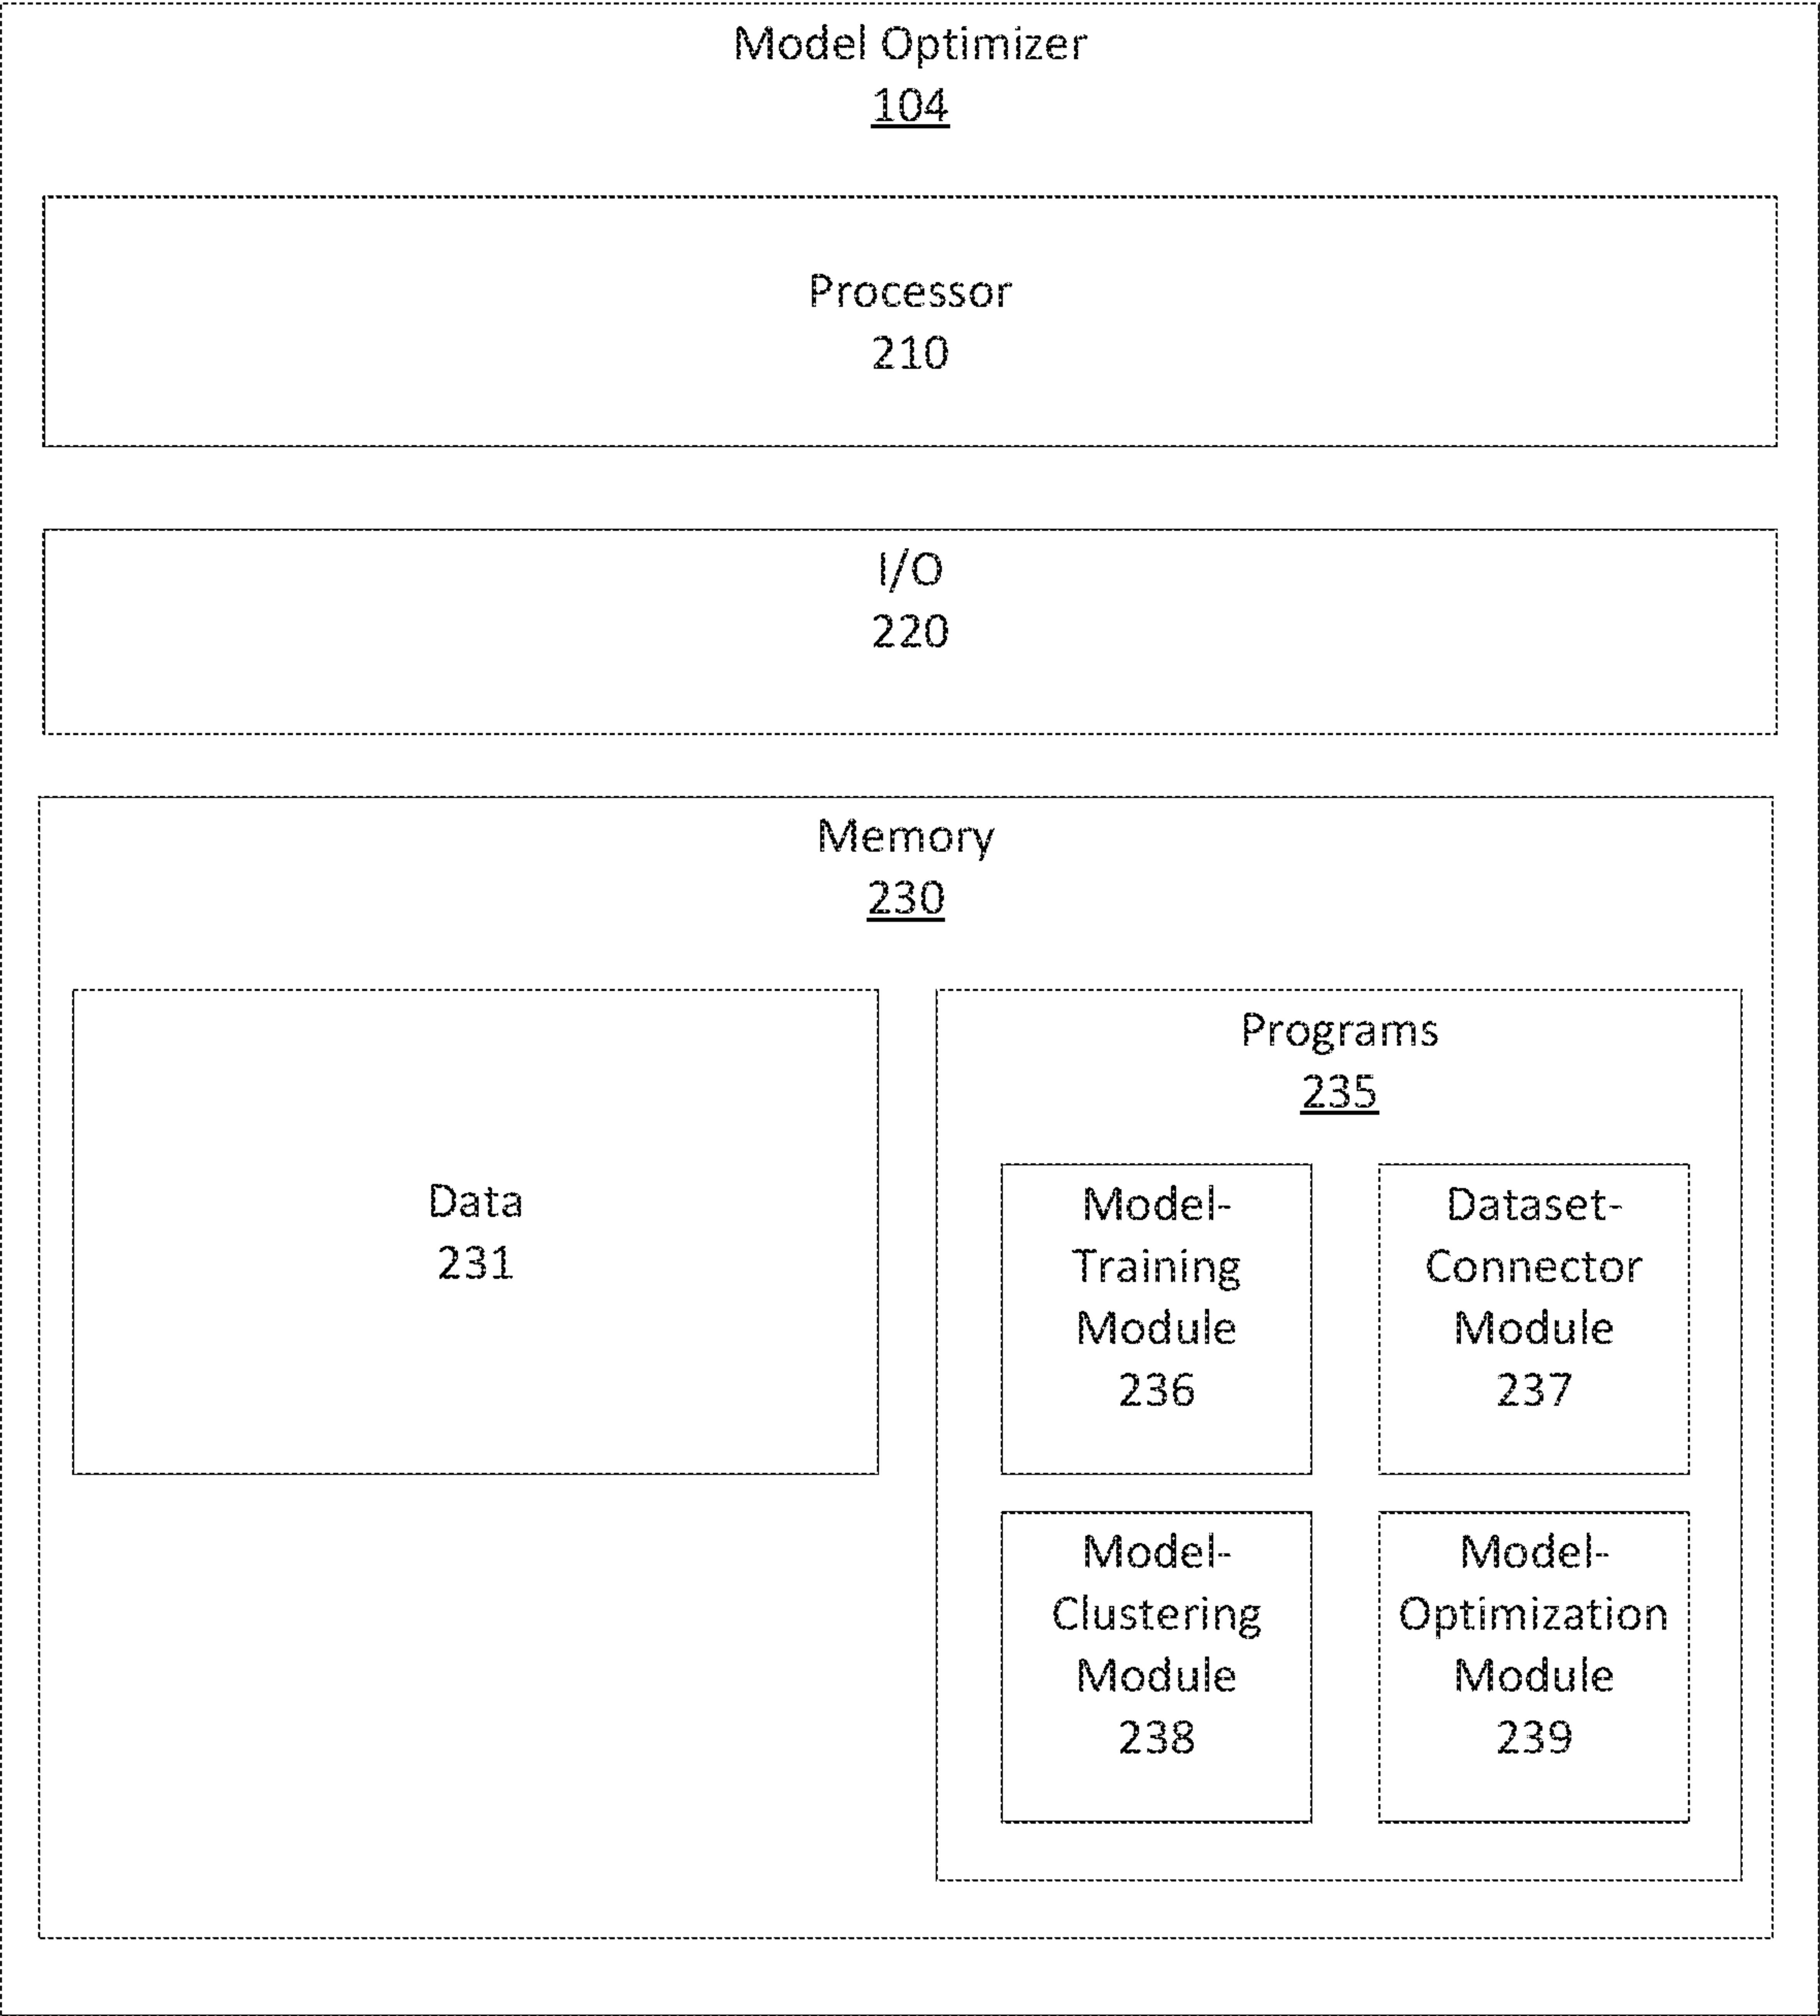 Model Optimizer
104
Processor
210
I/O
220
Memory
230
Data
231
Programs
235
Model-
Training
Module
236
Dataset-
Connector
Module
237
Model-
Clustering
Module
238
Model-
Optimization
Module
239